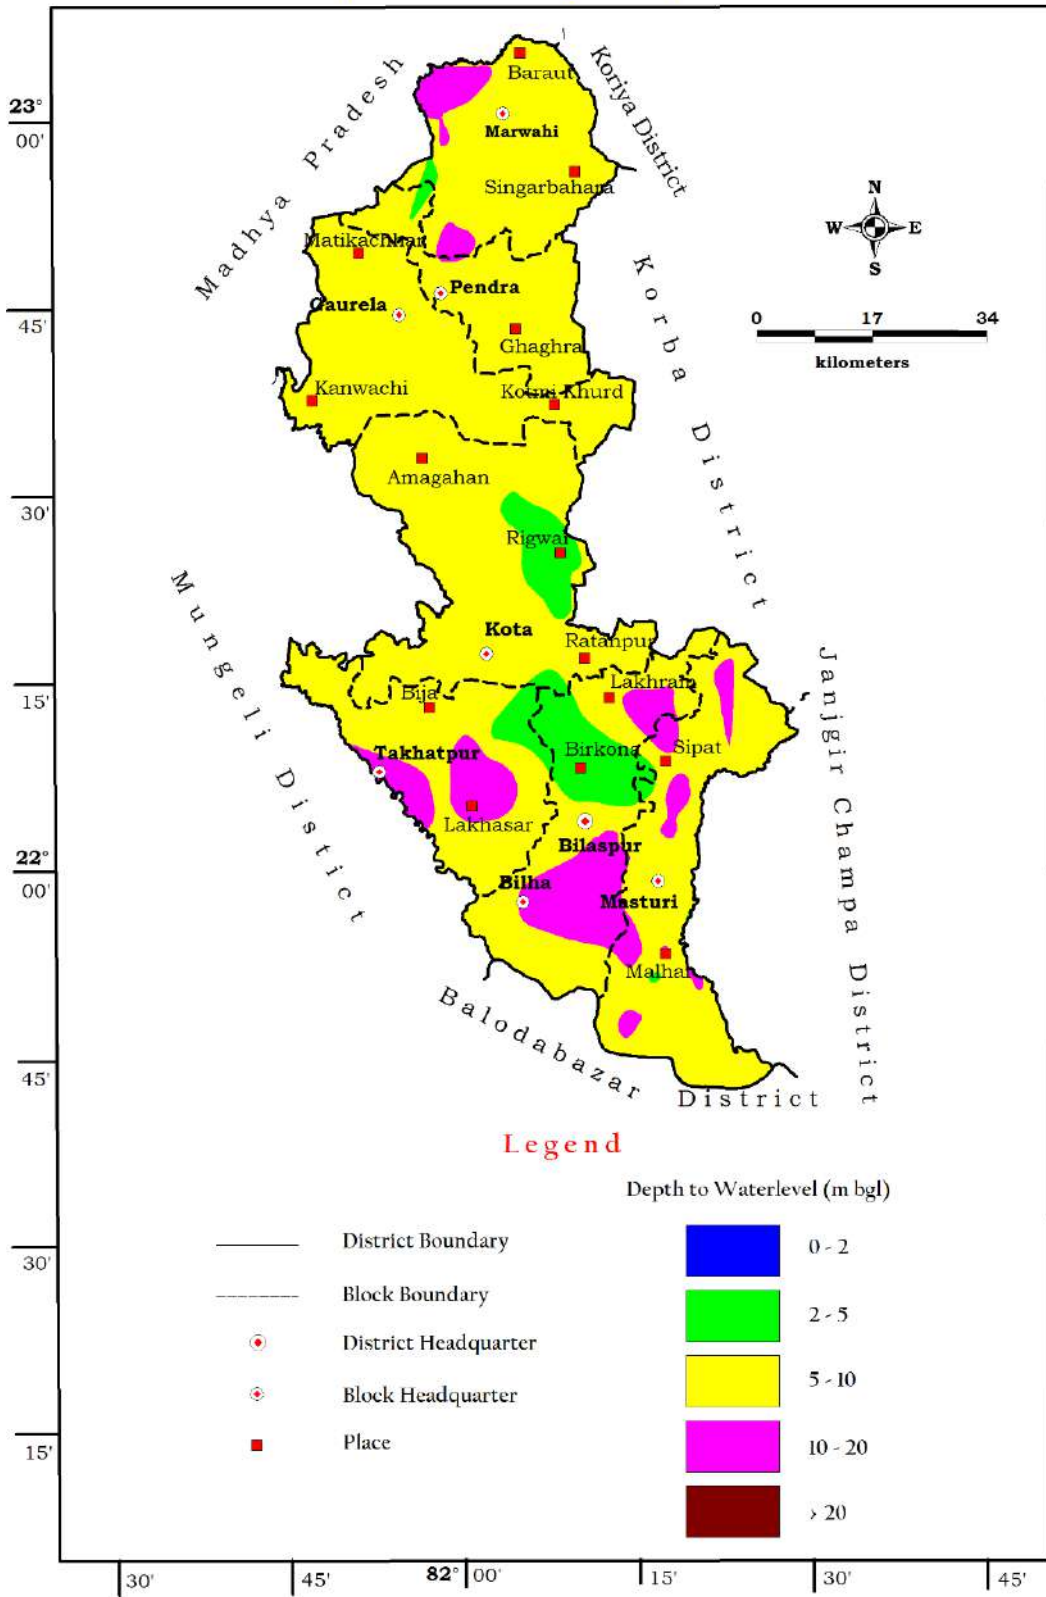 Baraut
Koriya District
Madhya Pradesh
23°
00'
Marwahi
Singarbahara
N
W E
S
Matikachhar
Korba District
Pendra
Gaurela
45'
0 17 34
kilometers
Ghaghra
Kanwachi
Kotmi Khurd
Amagahan
30'
Rigwar
Mungeli Distict
Kota
Ratanpur
Janjgir Champa District
15'
Bija
Lakhram
Takhatpur
Birkona
Sipat
Lakhasar
Bilaspur
22°
00'
Bilha
Masturi
Malhar
Balodabazar District
45'
Legend
Depth to Waterlevel (m bgl)
District Boundary
0 - 2
30'
Block Boundary
2 - 5
District Headquarter
5 - 10
Block Headquarter
Place
10 - 20
15'
> 20
30' 45' 82° 00' 15' 30' 45'